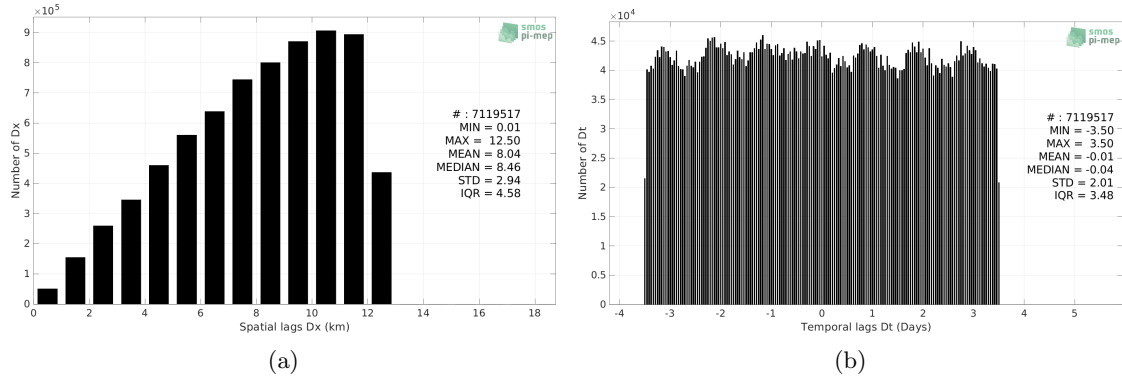 ×10^5
9
8
7
6
5
4
3
2
1
0
Number of Dx
0 2 4 6 8 10 12 14 16 18
Spatial lags Dx (km)
smos
pi-mep
# : 7119517
MIN = 0.01
MAX = 12.50
MEAN = 8.04
MEDIAN = 8.46
STD = 2.94
IQR = 4.58
(a)
×10^4
4.5
4
3.5
3
2.5
2
1.5
1
0.5
0
Number of Dt
-4 -3 -2 -1 0 1 2 3 4 5
Temporal lags Dt (Days)
smos
pi-mep
# : 7119517
MIN = -3.50
MAX = 3.50
MEAN = -0.01
MEDIAN = -0.04
STD = 2.01
IQR = 3.48
(b)